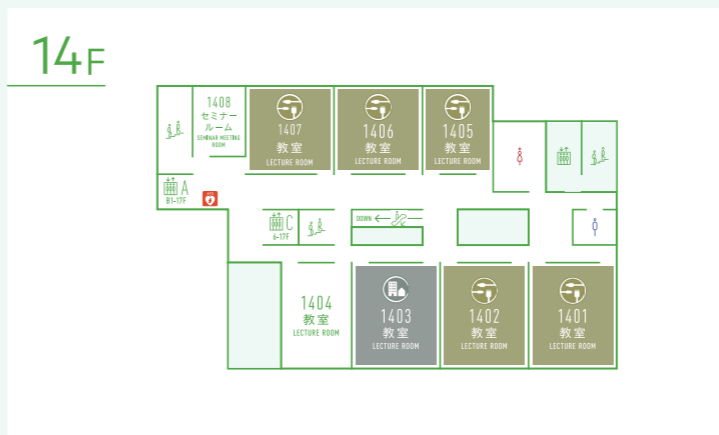 14F
1408
セミナー
ルーム
SEMINAR MEETING
ROOM
1407
教室
LECTURE ROOM
1406
教室
LECTURE ROOM
1405
教室
LECTURE ROOM
A
B1-17F
AED
C
6-17F
DOWN
1404
教室
LECTURE ROOM
1403
教室
LECTURE ROOM
1402
教室
LECTURE ROOM
1401
教室
LECTURE ROOM